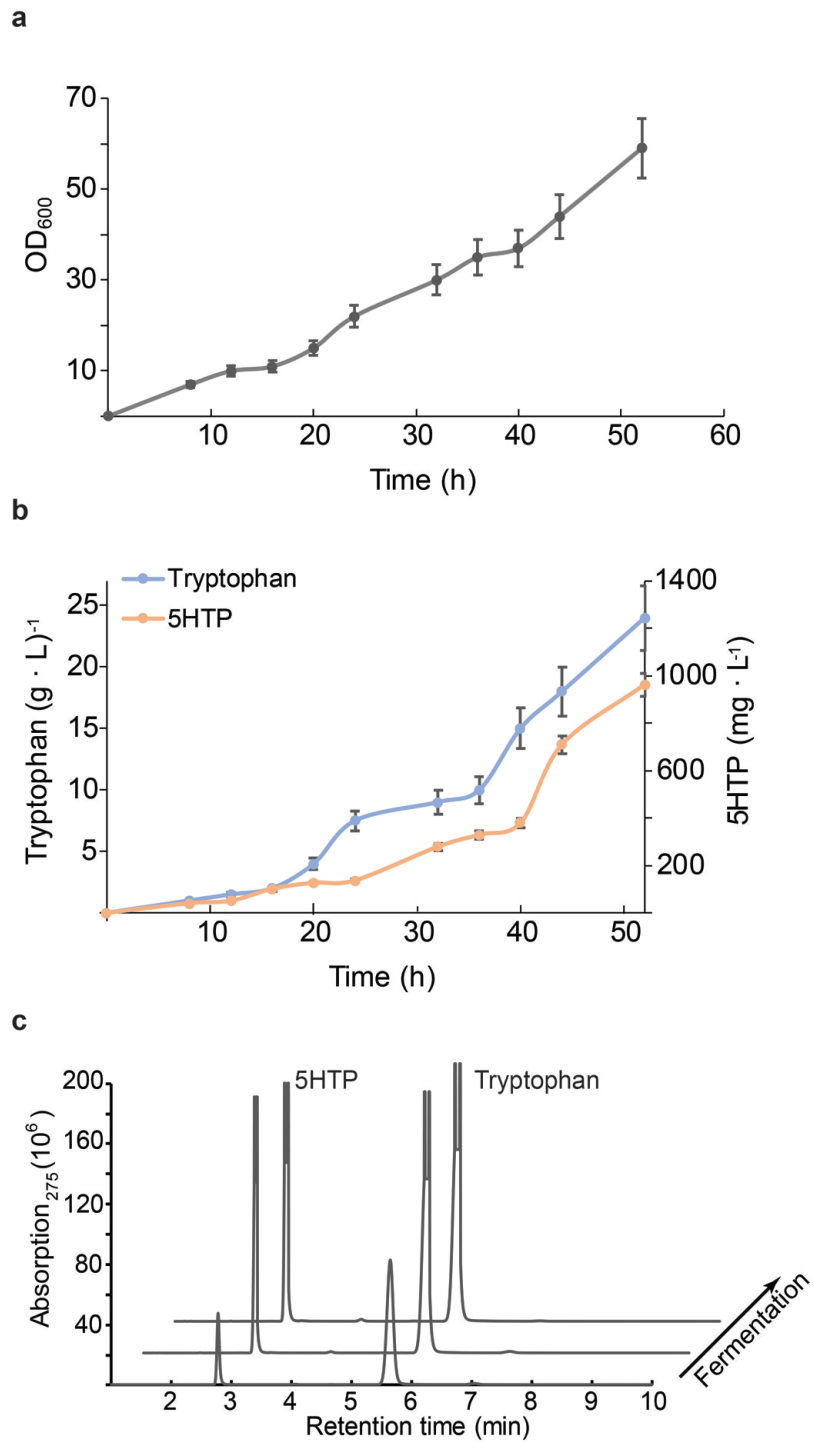 a
70
50
30
10
OD600
10 20 30 40 50 60
Time (h)
b
Tryptophan
5HTP
25
20
15
10
5
Tryptophan (g · L)-1
1400
1000
600
200
5HTP (mg · L-1)
10 20 30 40 50
Time (h)
c
5HTP Tryptophan
200
160
120
80
40
Absorption275(10^6)
2 3 4 5 6 7 8 9 10
Retention time (min)
Fermentation